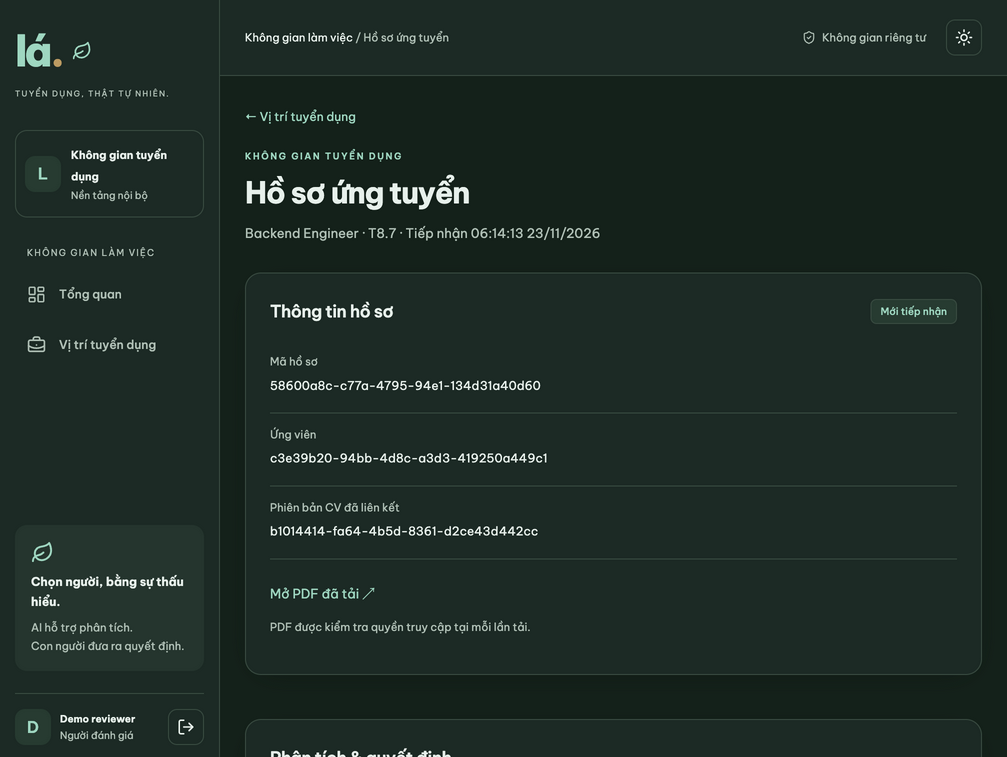 lá.
TUYỂN DỤNG, THẬT TỰ NHIÊN.
L
Không gian tuyển
dụng
Nền tảng nội bộ
KHÔNG GIAN LÀM VIỆC
Tổng quan
Vị trí tuyển dụng
Chọn người, bằng sự thấu
hiểu.
AI hỗ trợ phân tích.
Con người đưa ra quyết định.
D
Demo reviewer
Người đánh giá
Không gian làm việc / Hồ sơ ứng tuyển
Không gian riêng tư
← Vị trí tuyển dụng
KHÔNG GIAN TUYỂN DỤNG
Hồ sơ ứng tuyển
Backend Engineer · T8.7 · Tiếp nhận 06:14:13 23/11/2026
Thông tin hồ sơ
Mới tiếp nhận
Mã hồ sơ
58600a8c-c77a-4795-94e1-134d31a40d60
Ứng viên
c3e39b20-94bb-4d8c-a3d3-419250a449c1
Phiên bản CV đã liên kết
b1014414-fa64-4b5d-8361-d2ce43d442cc
Mở PDF đã tải ↗
PDF được kiểm tra quyền truy cập tại mỗi lần tải.
Phân tích & quyết định